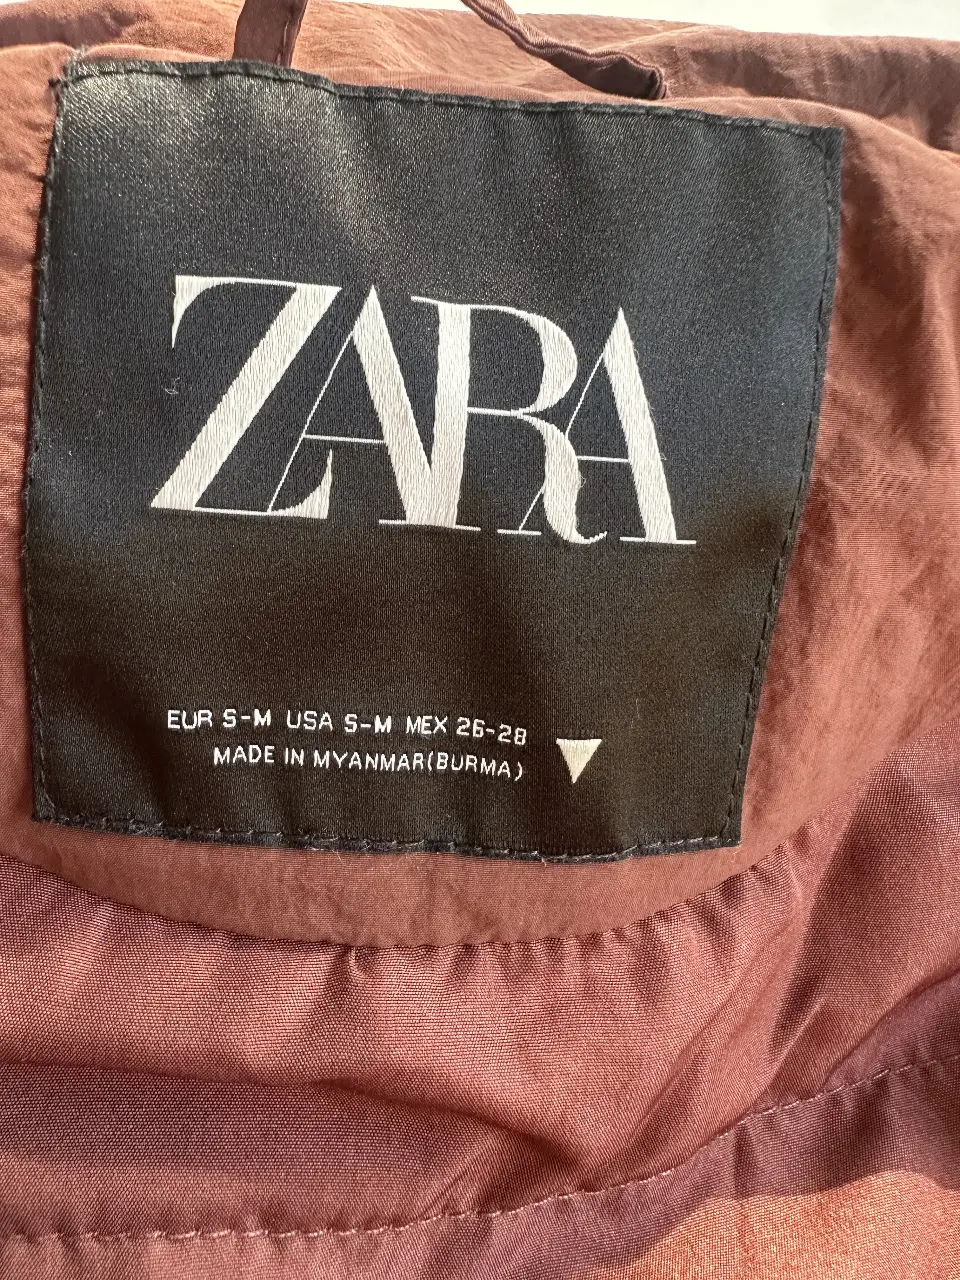 ZARA
EUR S-M USA S-M MEX 26-28
MADE IN MYANMAR(BURMA)